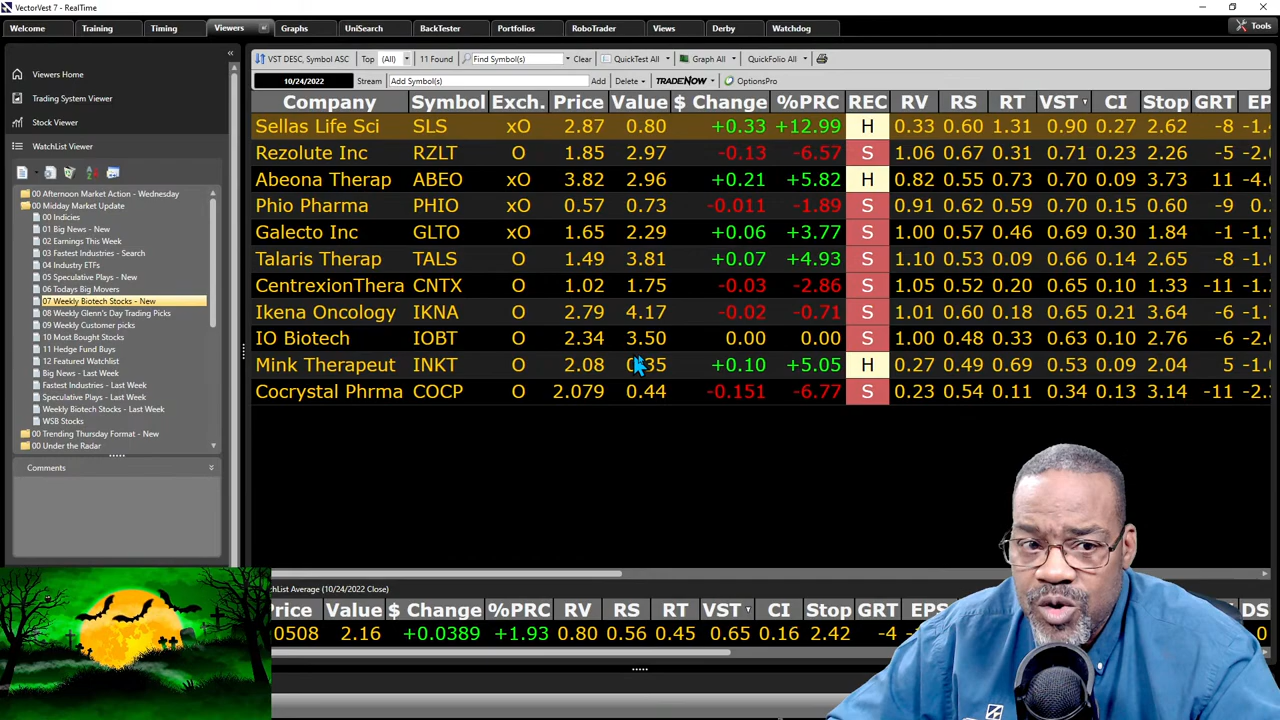 VectorVest 7 - RealTime
Welcome Training Timing Viewers Graphs UniSearch BackTester Portfolios RoboTrader Views Derby Watchdog Tools
Viewers Home
Trading System Viewer
Stock Viewer
WatchList Viewer
00 Afternoon Market Action - Wednesday
00 Midday Market Update
00 Indicies
01 Big News - New
02 Earnings This Week
03 Fastest Industries - Search
04 Industry ETFs
05 Speculative Plays - New
06 Todays Big Movers
07 Weekly Biotech Stocks - New
08 Weekly Glenn's Day Trading Picks
09 Weekly Customer picks
10 Most Bought Stocks
11 Hedge Fund Buys
12 Featured Watchlist
Big News - Last Week
Fastest Industries - Last Week
Speculative Plays - Last Week
Weekly Biotech Stocks - Last Week
WSB Stocks
00 Trending Thursday Format - New
00 Under the Radar
Comments
VST DESC, Symbol ASC Top (All) 11 Found Find Symbol(s) Clear QuickTest All Graph All QuickFolio All
10/24/2022 Stream Add Symbol(s) Add Delete TRADENOW OptionsPro
Company Symbol Exch. Price Value $ Change %PRC REC RV RS RT VST CI Stop GRT EP
Sellas Life Sci SLS xO 2.87 0.80 +0.33 +12.99 H 0.33 0.60 1.31 0.90 0.27 2.62 -8 -1.4
Rezolute Inc RZLT O 1.85 2.97 -0.13 -6.57 S 1.06 0.67 0.31 0.71 0.23 2.26 -5 -2.
Abeona Therap ABEO xO 3.82 2.96 +0.21 +5.82 H 0.82 0.55 0.73 0.70 0.09 3.73 11 -4.
Phio Pharma PHIO xO 0.57 0.73 -0.011 -1.89 S 0.91 0.62 0.59 0.70 0.15 0.60 -9 0.
Galecto Inc GLTO xO 1.65 2.29 +0.06 +3.77 S 1.00 0.57 0.46 0.69 0.30 1.84 -1 -1.
Talaris Therap TALS O 1.49 3.81 +0.07 +4.93 S 1.10 0.53 0.09 0.66 0.14 2.65 -8 -1.
CentrexionThera CNTX O 1.02 1.75 -0.03 -2.86 S 1.05 0.52 0.20 0.65 0.10 1.33 -11 -1.
Ikena Oncology IKNA O 2.79 4.17 -0.02 -0.71 S 1.01 0.60 0.18 0.65 0.21 3.64 -6 -1.
IO Biotech IOBT O 2.34 3.50 0.00 0.00 S 1.00 0.48 0.33 0.63 0.10 2.76 -6 -2.
Mink Therapeut INKT O 2.08 +0.10 +5.05 H 0.27 0.49 0.69 0.53 0.09 2.04 5 -1.
Cocrystal Phrma COCP O 2.079 0.44 -0.151 -6.77 S 0.23 0.54 0.11 0.34 0.13 3.14 -11 -2.
tchList Average (10/24/2022 Close)
Price Value $ Change %PRC RV RS RT VST CI Stop GRT EPS DS
.0508 2.16 +0.0389 +1.93 0.80 0.56 0.45 0.65 0.16 2.42 -4 0